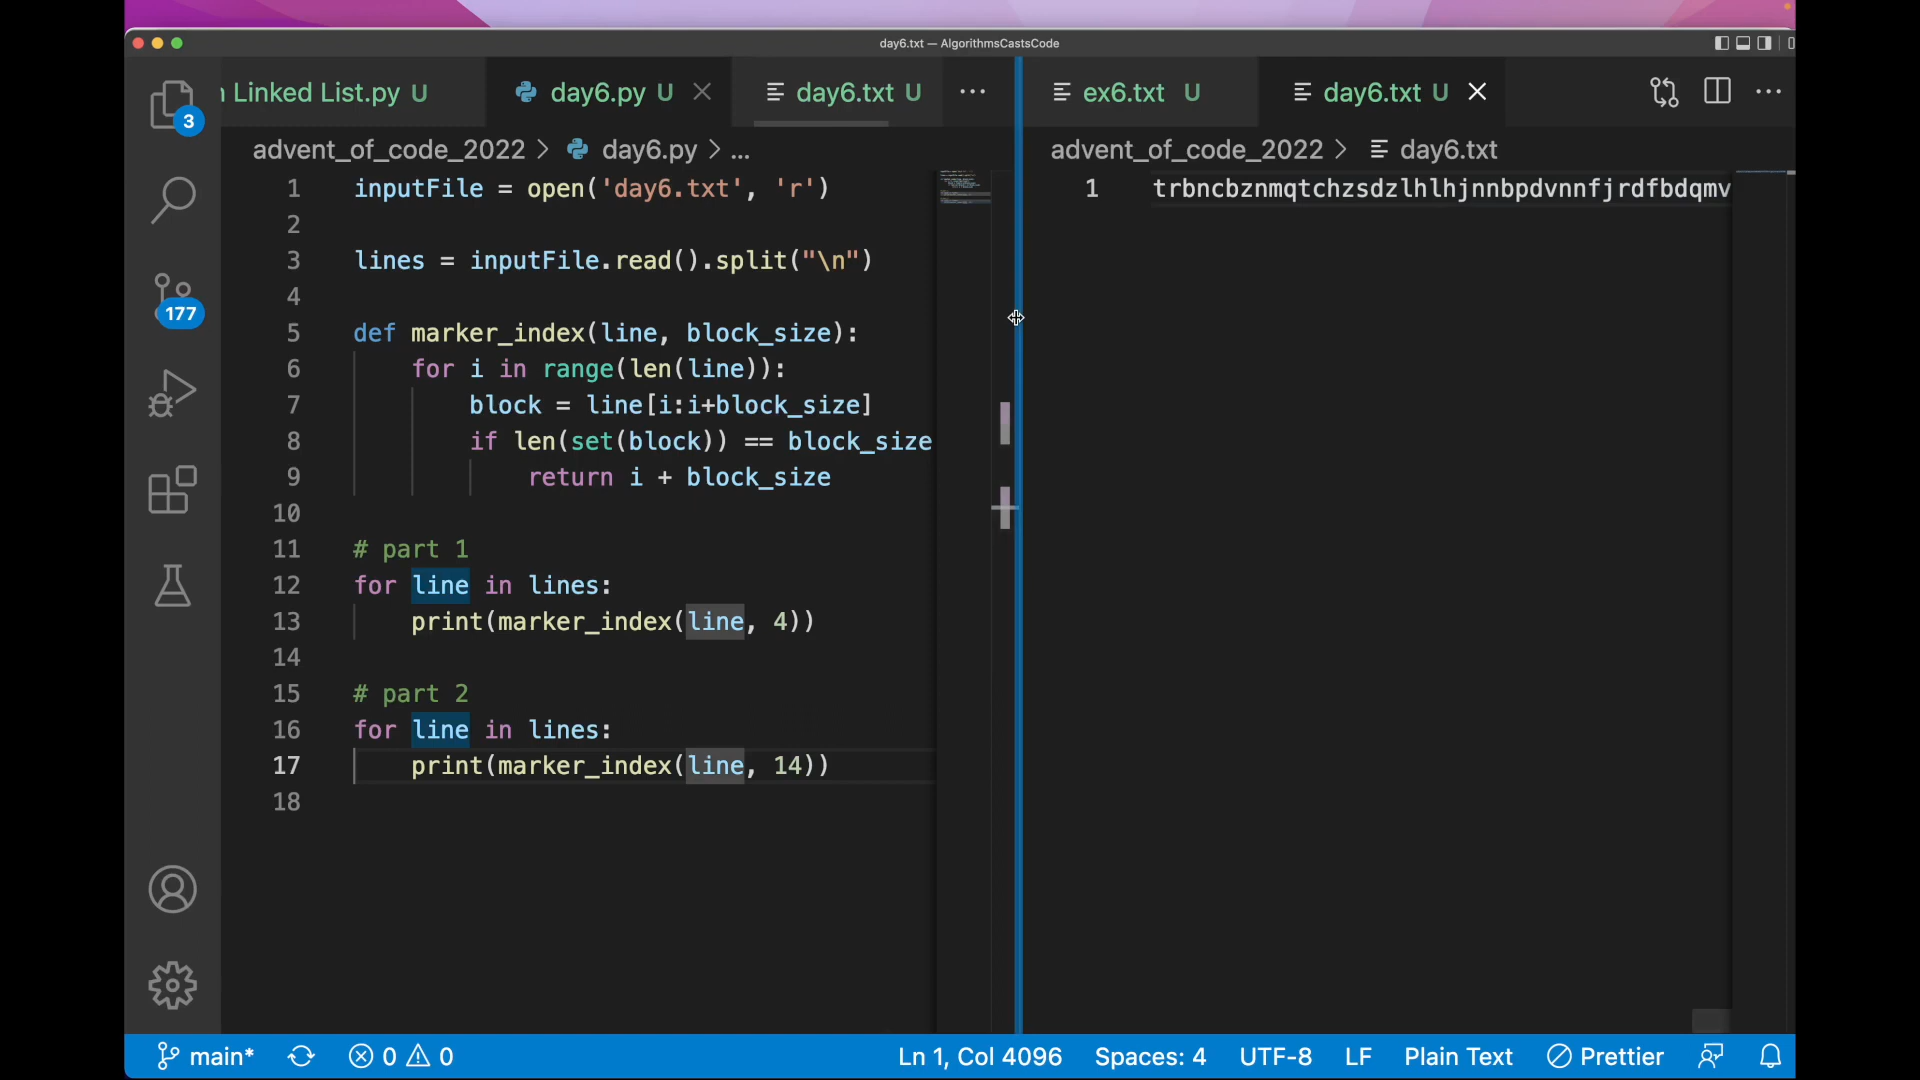 day6.txt — AlgorithmsCastsCode
Linked List.py U
day6.py U
day6.txt U
ex6.txt U
day6.txt U
3
177
advent_of_code_2022 > day6.py > ...
1 inputFile = open('day6.txt', 'r')
2
3 lines = inputFile.read().split("\n")
4
5 def marker_index(line, block_size):
6 for i in range(len(line)):
7 block = line[i:i+block_size]
8 if len(set(block)) == block_size
9 return i + block_size
10
11 # part 1
12 for line in lines:
13 print(marker_index(line, 4))
14
15 # part 2
16 for line in lines:
17 print(marker_index(line, 14))
18
advent_of_code_2022 > day6.txt
1 trbncbznmqtchzsdzlhlhjnnbpdvnnfjrdfbdqmv
main* 0 0 Ln 1, Col 4096 Spaces: 4 UTF-8 LF Plain Text Prettier